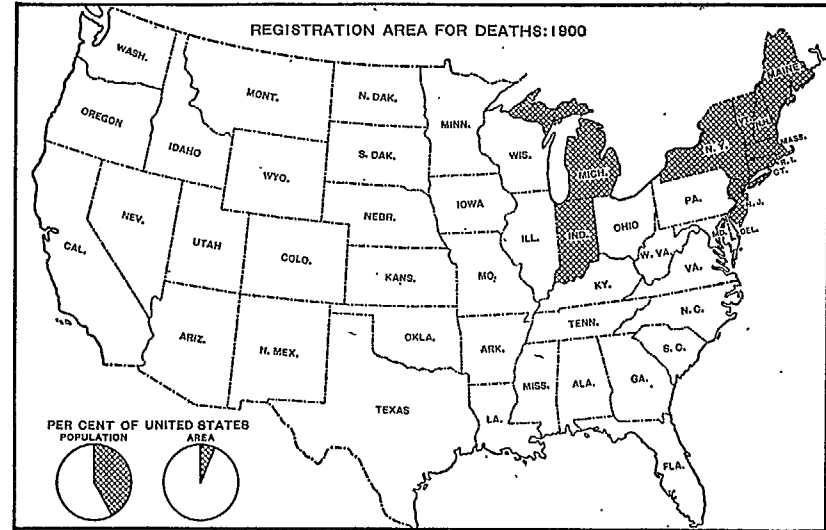 REGISTRATION AREA FOR DEATHS:1900
WASH.
OREGON
IDAHO
MONT.
WYO.
N. DAK.
S. DAK.
NEBR.
KANS.
OKLA.
TEXAS
NEV.
CAL.
UTAH
COLO.
ARIZ.
N. MEX.
MINN.
IOWA
MO.
ARK.
LA.
WIS.
ILL.
MICH.
IND.
OHIO
KY.
TENN.
MISS.
ALA.
GA.
FLA.
S. C.
N. C.
VA.
W. VA.
PA.
N. Y.
VT.
N.H.
MAINE
MASS.
R. I.
CT.
N. J.
DEL.
MD.
PER CENT OF UNITED STATES
POPULATION
AREA